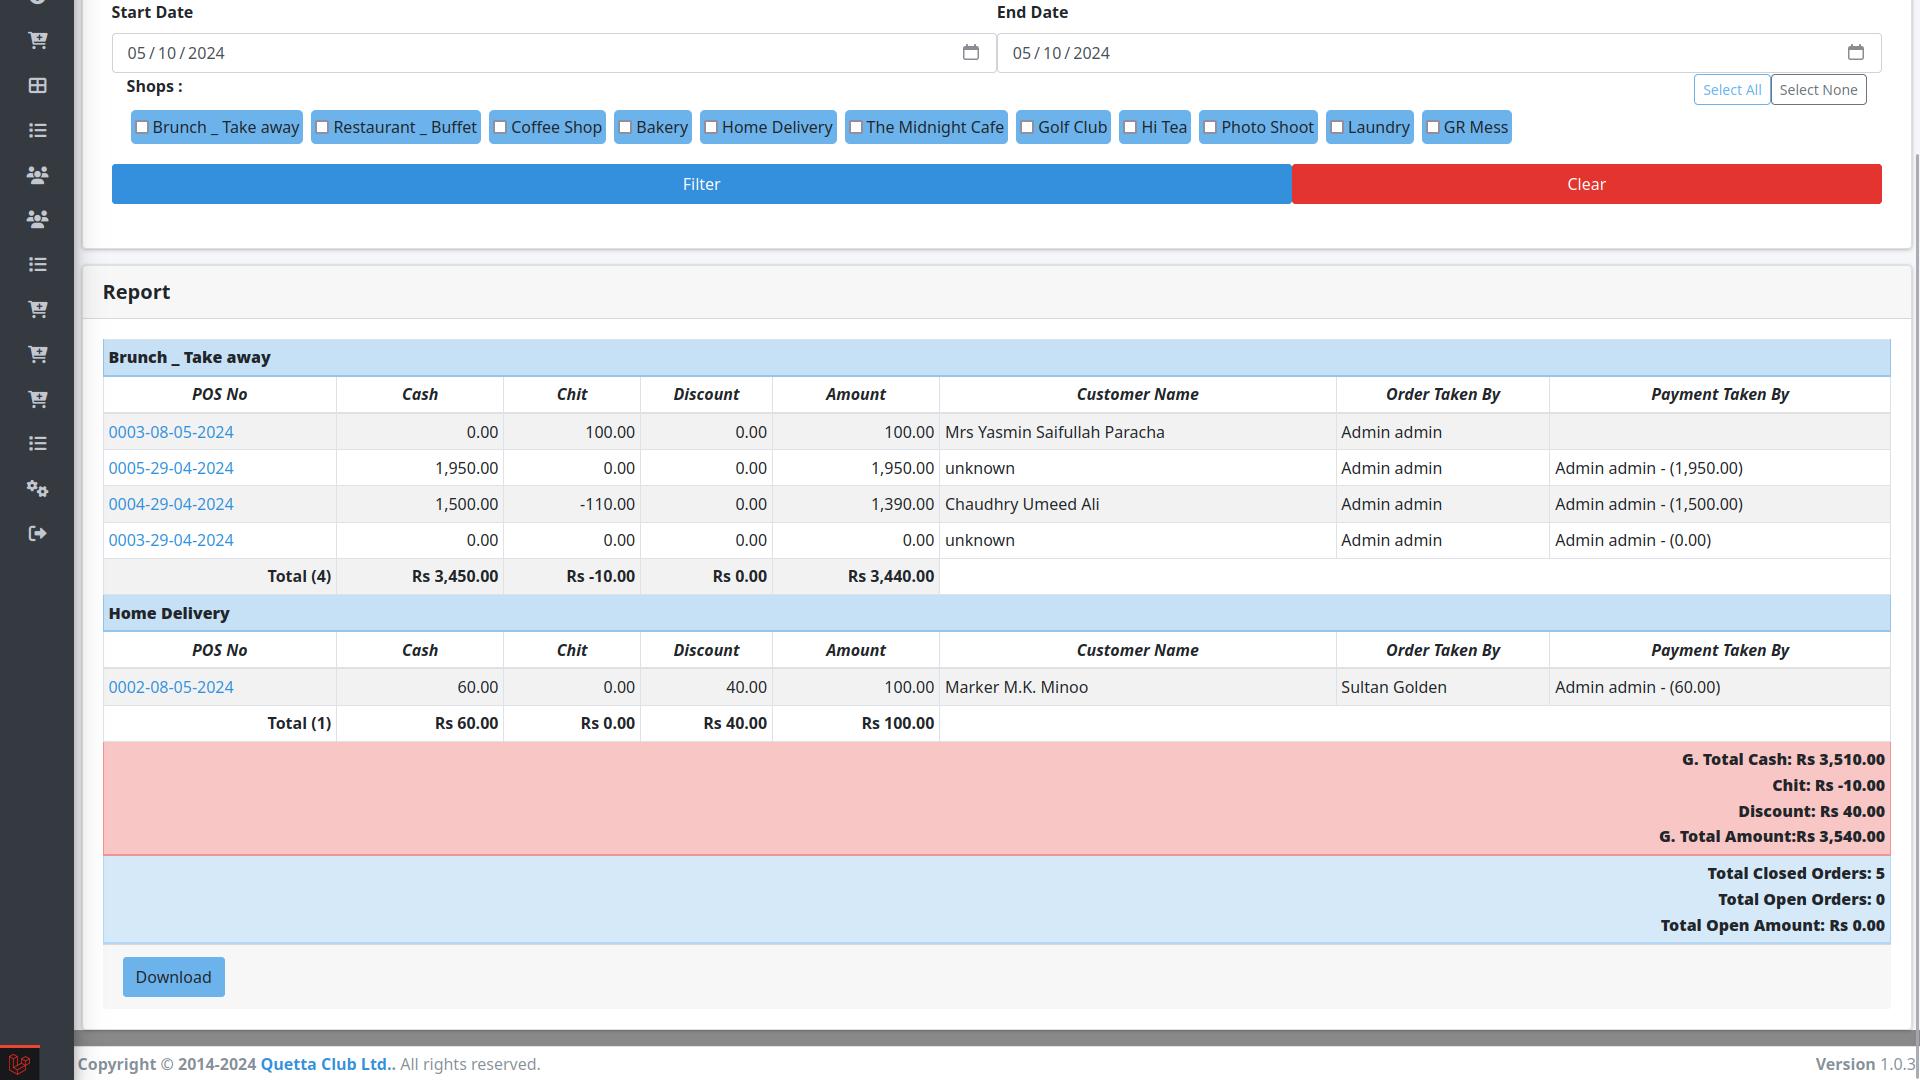 Start Date End Date
05/10/2024 05/10/2024
Shops :
Select All Select None
Brunch _ Take away Restaurant _ Buffet Coffee Shop Bakery Home Delivery The Midnight Cafe Golf Club Hi Tea Photo Shoot Laundry GR Mess
Filter Clear
Report
Brunch _ Take away
POS No Cash Chit Discount Amount Customer Name Order Taken By Payment Taken By
0003-08-05-2024 0.00 100.00 0.00 100.00 Mrs Yasmin Saifullah Paracha Admin admin
0005-29-04-2024 1,950.00 0.00 0.00 1,950.00 unknown Admin admin Admin admin - (1,950.00)
0004-29-04-2024 1,500.00 -110.00 0.00 1,390.00 Chaudhry Umeed Ali Admin admin Admin admin - (1,500.00)
0003-29-04-2024 0.00 0.00 0.00 0.00 unknown Admin admin Admin admin - (0.00)
Total (4) Rs 3,450.00 Rs -10.00 Rs 0.00 Rs 3,440.00
Home Delivery
POS No Cash Chit Discount Amount Customer Name Order Taken By Payment Taken By
0002-08-05-2024 60.00 0.00 40.00 100.00 Marker M.K. Minoo Sultan Golden Admin admin - (60.00)
Total (1) Rs 60.00 Rs 0.00 Rs 40.00 Rs 100.00
G. Total Cash: Rs 3,510.00
Chit: Rs -10.00
Discount: Rs 40.00
G. Total Amount:Rs 3,540.00
Total Closed Orders: 5
Total Open Orders: 0
Total Open Amount: Rs 0.00
Download
Copyright © 2014-2024 Quetta Club Ltd.. All rights reserved. Version 1.0.3